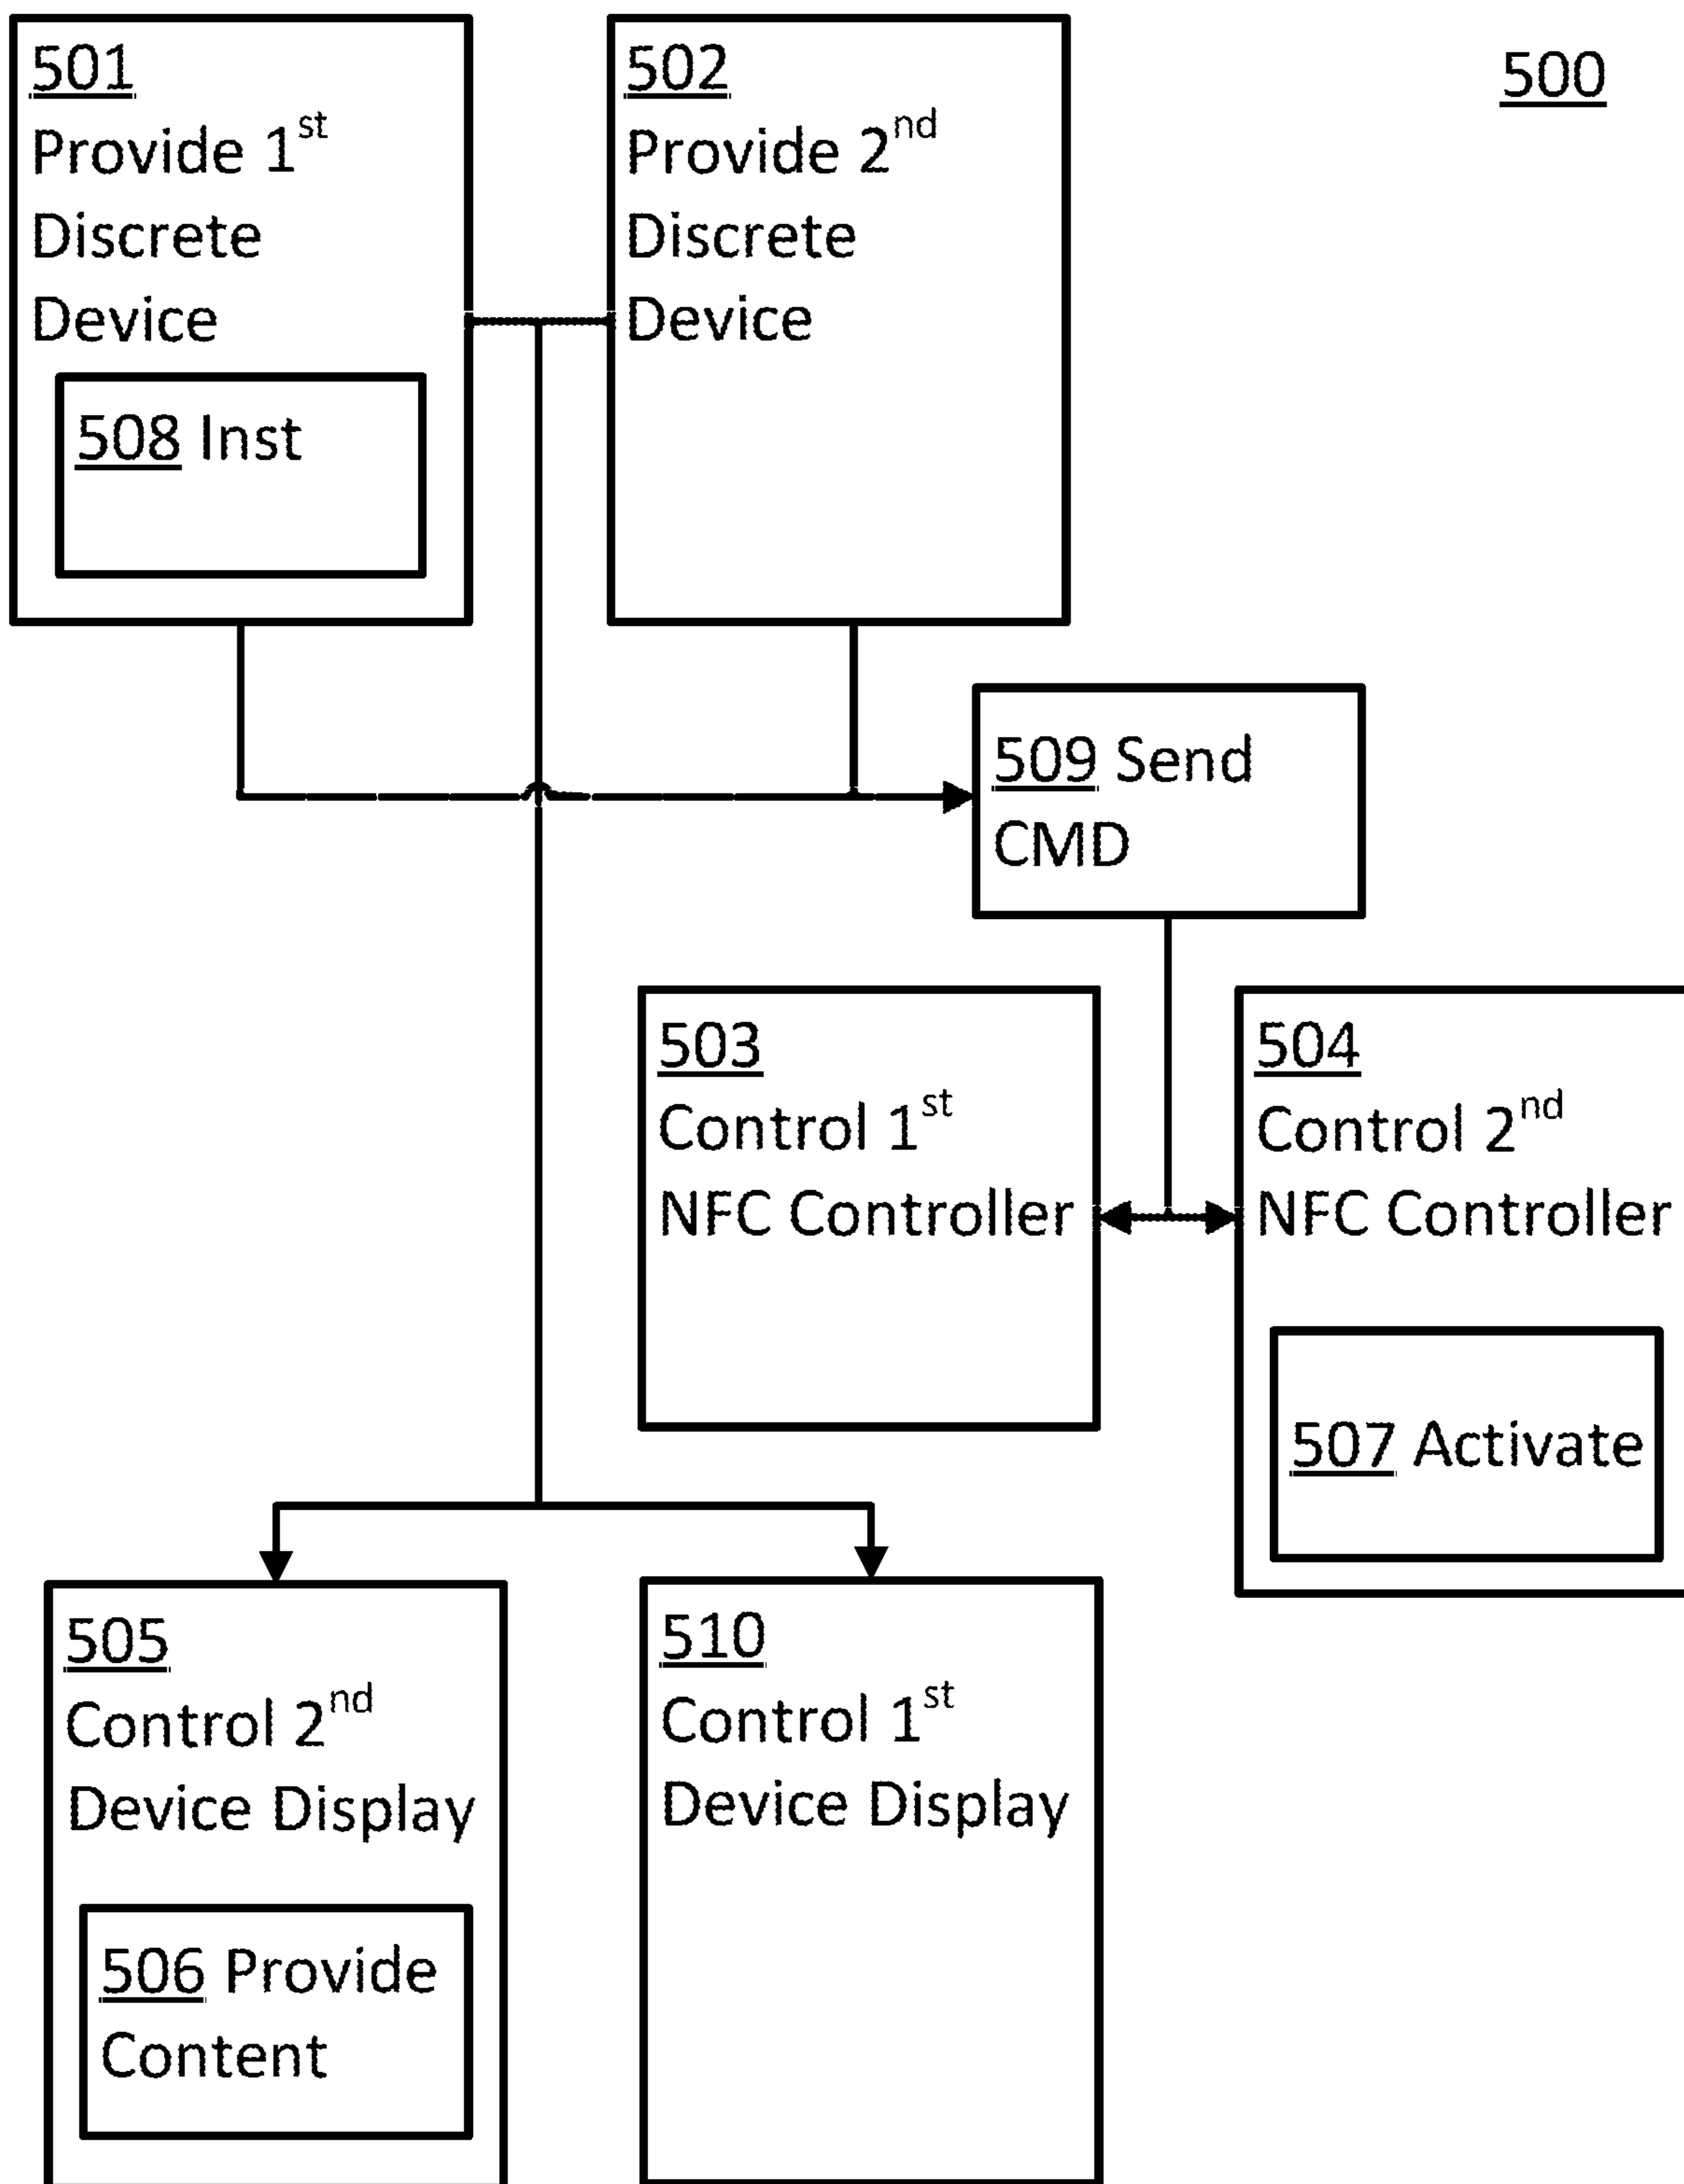 501
Provide 1st
Discrete
Device
508 Inst
502
Provide 2nd
Discrete
Device
500
509 Send
CMD
503
Control 1st
NFC Controller
504
Control 2nd
NFC Controller
507 Activate
505
Control 2nd
Device Display
506 Provide
Content
510
Control 1st
Device Display